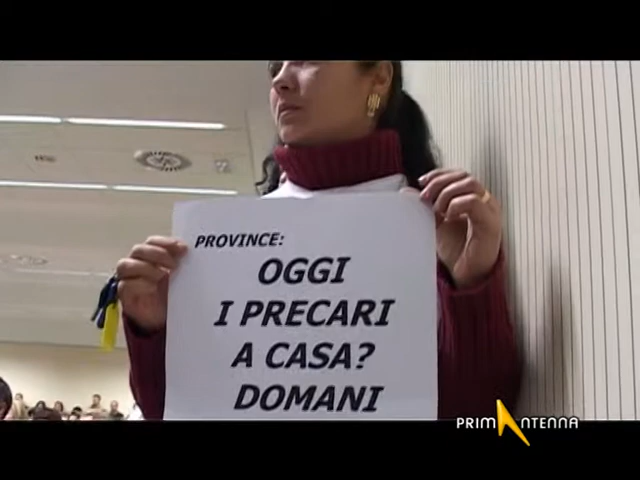 PROVINCE:
OGGI
I PRECARI
A CASA?
DOMANI
PRIMANTENNA